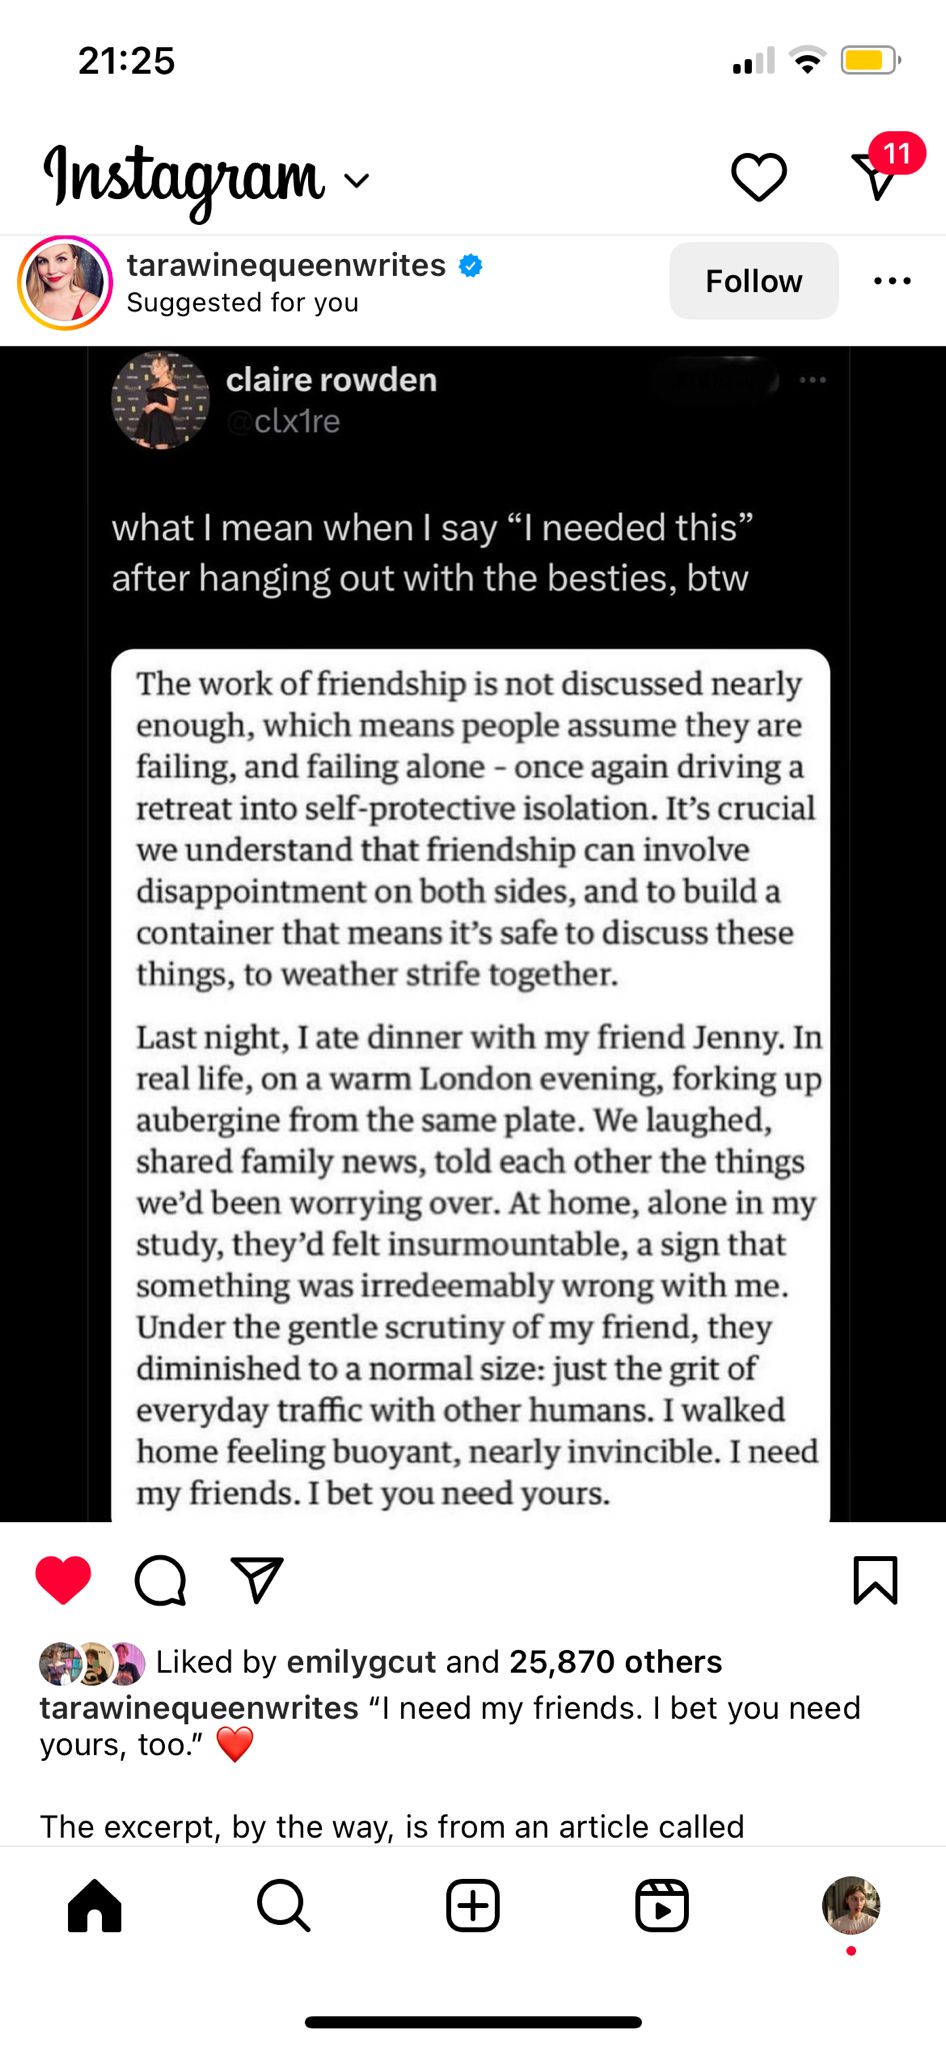 21:25
Instagram
11
tarawinequeenwrites
Suggested for you
Follow
claire rowden
@clx1re
what I mean when I say “I needed this”
after hanging out with the besties, btw
The work of friendship is not discussed nearly
enough, which means people assume they are
failing, and failing alone – once again driving a
retreat into self-protective isolation. It’s crucial
we understand that friendship can involve
disappointment on both sides, and to build a
container that means it’s safe to discuss these
things, to weather strife together.
Last night, I ate dinner with my friend Jenny. In
real life, on a warm London evening, forking up
aubergine from the same plate. We laughed,
shared family news, told each other the things
we’d been worrying over. At home, alone in my
study, they’d felt insurmountable, a sign that
something was irredeemably wrong with me.
Under the gentle scrutiny of my friend, they
diminished to a normal size: just the grit of
everyday traffic with other humans. I walked
home feeling buoyant, nearly invincible. I need
my friends. I bet you need yours.
Liked by emilygcut and 25,870 others
tarawinequeenwrites “I need my friends. I bet you need
yours, too.” ❤️
The excerpt, by the way, is from an article called